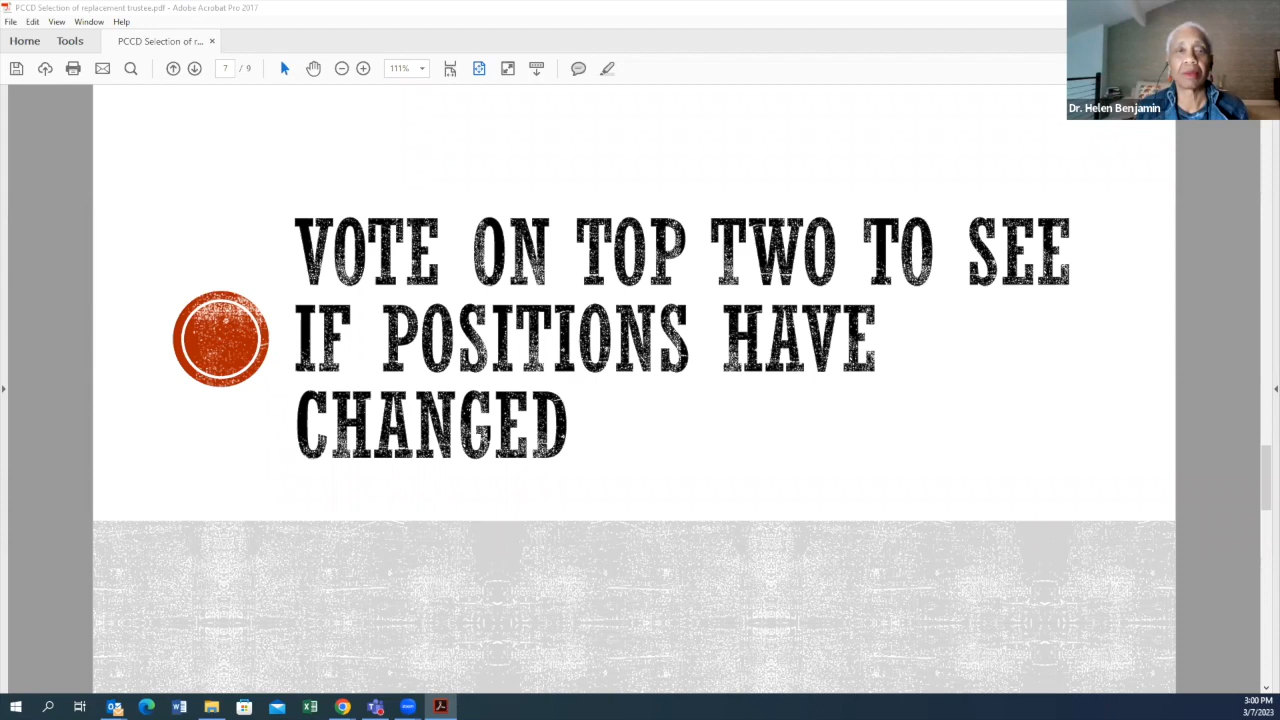 PCCD Selection of replacement trustee.pdf - Adobe Acrobat Pro 2017
File Edit View Window Help
Home Tools PCCD Selection of r... ×
7 / 9 111%
Dr. Helen Benjamin
VOTE ON TOP TWO TO SEE
IF POSITIONS HAVE
CHANGED
3:00 PM
3/7/2023